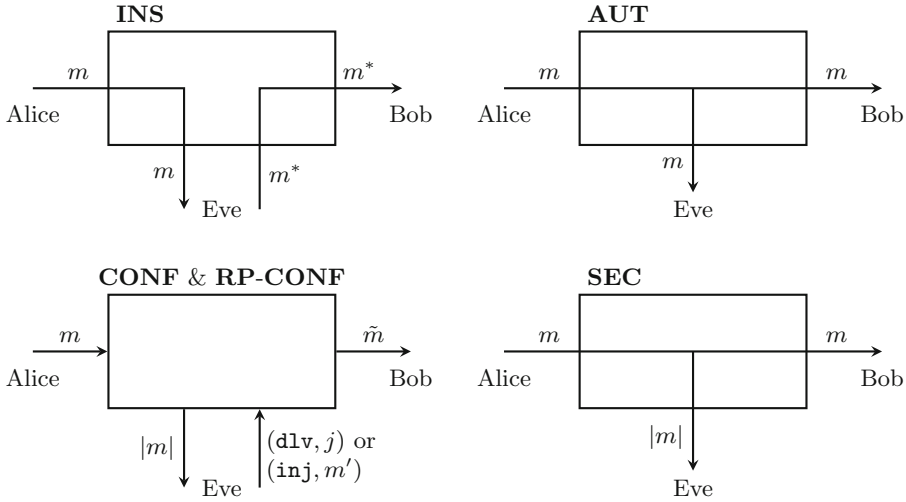 INS
m
m*
Alice
Bob
m
m*
Eve
AUT
m
m
Alice
Bob
m
Eve
CONF & RP-CONF
m
m̃
Alice
Bob
|m|
(dlv, j) or
(inj, m′)
Eve
SEC
m
m
Alice
Bob
|m|
Eve